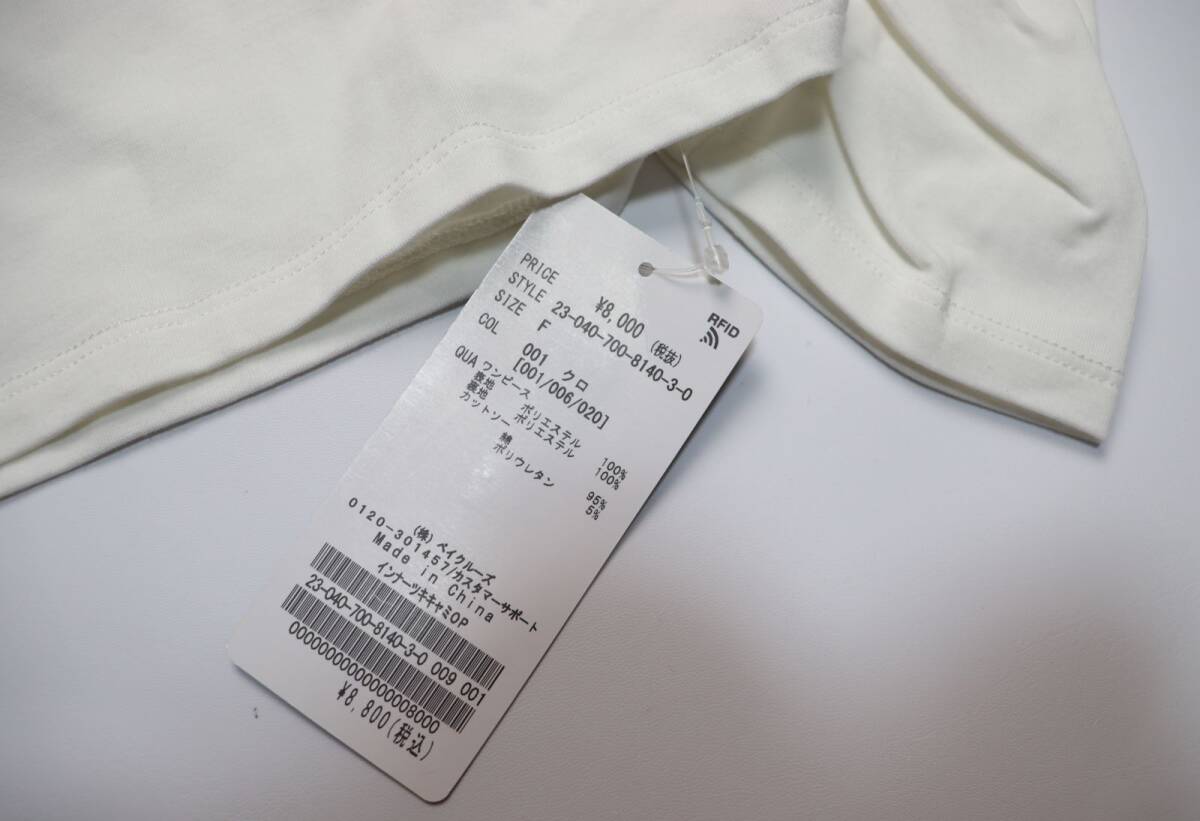 RFID
PRICE ¥8,000 (税抜)
STYLE 23-040-700-8140-3-0
SIZE F
COL 001 クロ
[001/006/020]
QUA ワンピース
表地 ポリエステル 100%
裏地 ポリエステル 100%
カットソー
綿 95%
ポリウレタン 5%
(株)ベイクルーズ
0120-301457/カスタマーサポート
Made in China
インナーツキキャミOP
23-040-700-8140-3-0 009 001
0000000000000008000
¥8,800(税込)